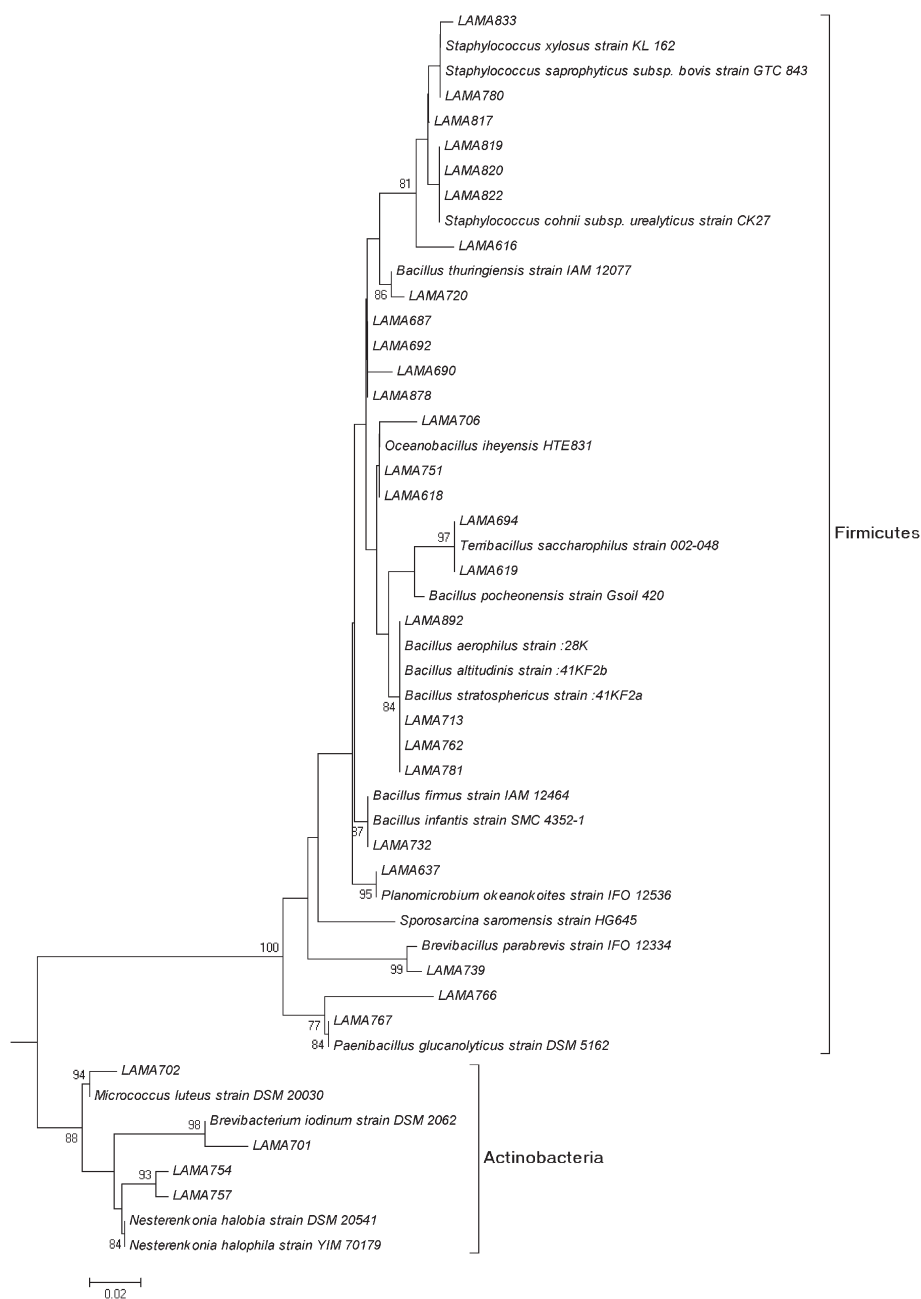 LAMA833
Staphylococcus xylosus strain KL 162
Staphylococcus saprophyticus subsp. bovis strain GTC 843
LAMA780
LAMA817
LAMA819
LAMA820
81
LAMA822
Staphylococcus cohnii subsp. urealyticus strain CK27
LAMA616
Bacillus thuringiensis strain IAM 12077
86
LAMA720
LAMA687
LAMA692
LAMA690
LAMA878
LAMA706
Oceanobacillus iheyensis HTE831
LAMA751
LAMA618
LAMA694
97
Terribacillus saccharophilus strain 002-048
Firmicutes
LAMA619
Bacillus pocheonensis strain Gsoil 420
LAMA892
Bacillus aerophilus strain :28K
Bacillus altitudinis strain :41KF2b
Bacillus stratosphericus strain :41KF2a
84
LAMA713
LAMA762
LAMA781
Bacillus firmus strain IAM 12464
Bacillus infantis strain SMC 4352-1
87
LAMA732
LAMA637
95
Planomicrobium okeanokoites strain IFO 12536
Sporosarcina saromensis strain HG645
100
Brevibacillus parabrevis strain IFO 12334
99
LAMA739
LAMA766
77
LAMA767
84
Paenibacillus glucanolyticus strain DSM 5162
94
LAMA702
Micrococcus luteus strain DSM 20030
88
98
Brevibacterium iodinum strain DSM 2062
LAMA701
Actinobacteria
93
LAMA754
LAMA757
Nesterenkonia halobia strain DSM 20541
84
Nesterenkonia halophila strain YIM 70179
0.02